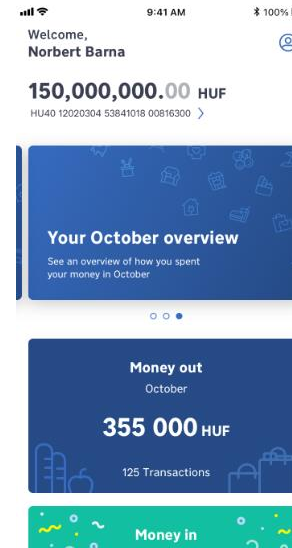 9:41 AM
100%
Welcome,
Norbert Barna
150,000,000.00 HUF
HU40 12020304 53841018 00816300
Your October overview
See an overview of how you spent
your money in October
Money out
October
355 000 HUF
125 Transactions
Money in